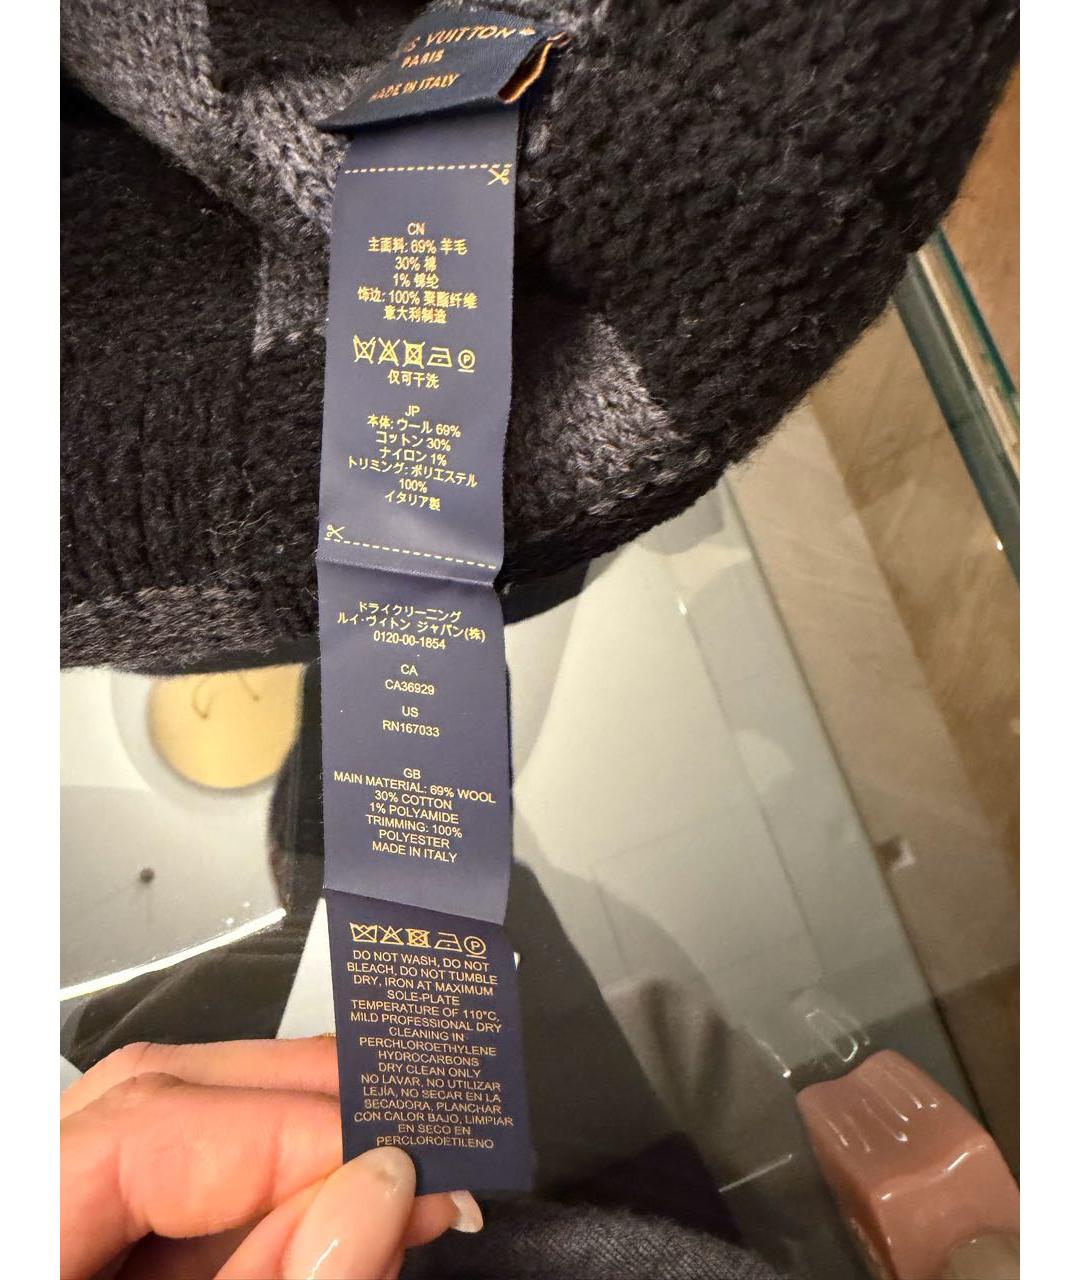 VUITTON
PARIS
MADE IN ITALY
CN
主面料: 69% 羊毛
30% 棉
1% 锦纶
饰边: 100% 聚酯纤维
意大利制造
P
仅可干洗
JP
本体: ウール 69%
コットン 30%
ナイロン 1%
トリミング: ポリエステル
100%
イタリア製
ドライクリーニング
ルイ·ヴィトン ジャパン(株)
0120-00-1854
CA
CA36929
US
RN167033
GB
MAIN MATERIAL: 69% WOOL
30% COTTON
1% POLYAMIDE
TRIMMING: 100%
POLYESTER
MADE IN ITALY
P
DO NOT WASH, DO NOT
BLEACH, DO NOT TUMBLE
DRY, IRON AT MAXIMUM
SOLE-PLATE
TEMPERATURE OF 110°C,
MILD PROFESSIONAL DRY
CLEANING IN
PERCHLOROETHYLENE
HYDROCARBONS
DRY CLEAN ONLY
NO LAVAR, NO UTILIZAR
LEJÍA, NO SECAR EN LA
SECADORA, PLANCHAR
CON CALOR BAJO, LIMPIAR
EN SECO EN
PERCLOROETILENO